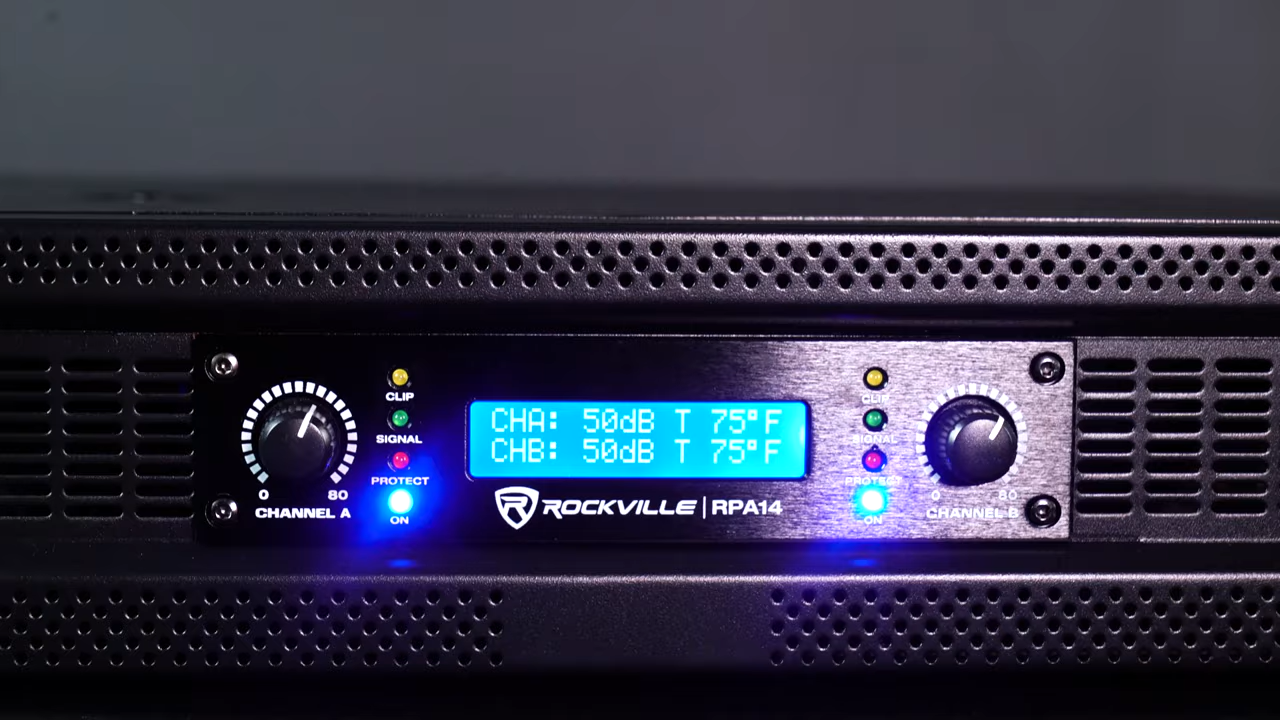 CHA: 50dB T 75°F
CHB: 50dB T 75°F
ROCKVILLE | RPA14
CLIP
SIGNAL
PROTECT
ON
0 80
CHANNEL A
CLIP
SIGNAL
PROTECT
ON
0 80
CHANNEL B